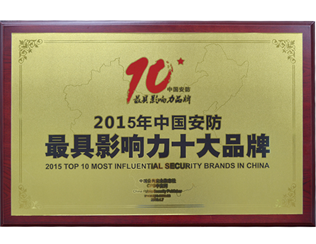 10
中国安防
最具影响力品牌
2015年中国安防
最具影响力十大品牌
2015 TOP 10 MOST INFLUENTIAL SECURITY BRANDS IN CHINA